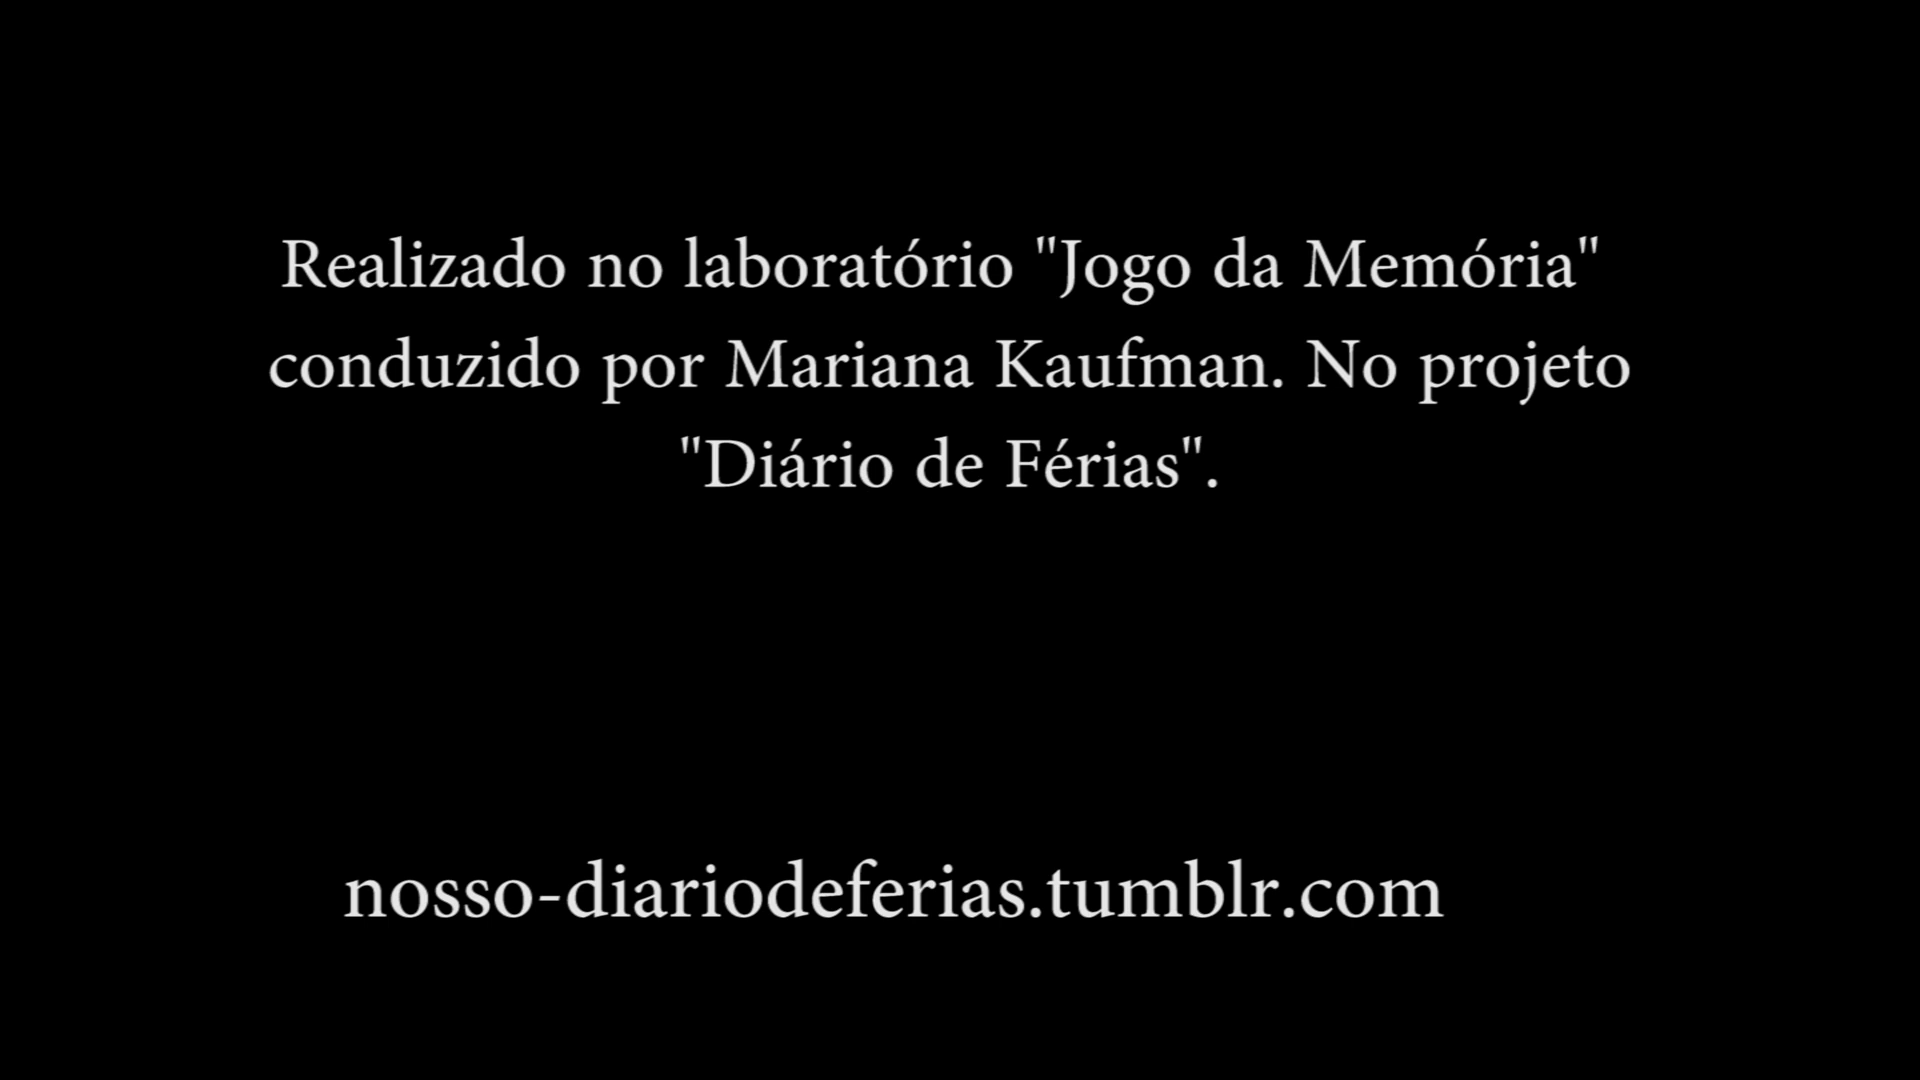 Realizado no laboratório "Jogo da Memória"
conduzido por Mariana Kaufman. No projeto
"Diário de Férias".
nosso-diariodeferias.tumblr.com